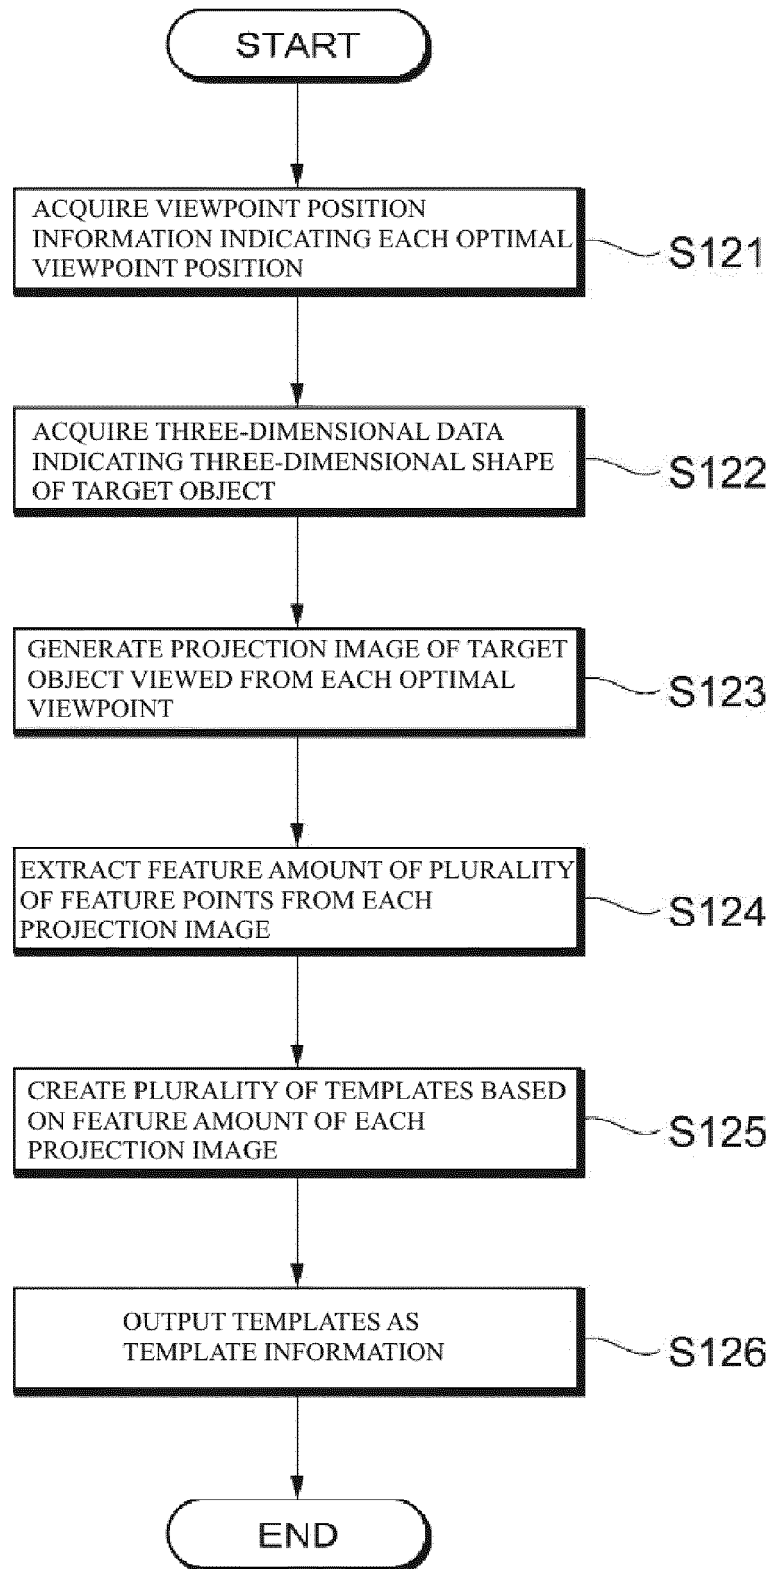 START
ACQUIRE VIEWPOINT POSITION
INFORMATION INDICATING EACH OPTIMAL
VIEWPOINT POSITION
S121
ACQUIRE THREE-DIMENSIONAL DATA
INDICATING THREE-DIMENSIONAL SHAPE
OF TARGET OBJECT
S122
GENERATE PROJECTION IMAGE OF TARGET
OBJECT VIEWED FROM EACH OPTIMAL
VIEWPOINT
S123
EXTRACT FEATURE AMOUNT OF PLURALITY
OF FEATURE POINTS FROM EACH
PROJECTION IMAGE
S124
CREATE PLURALITY OF TEMPLATES BASED
ON FEATURE AMOUNT OF EACH
PROJECTION IMAGE
S125
OUTPUT TEMPLATES AS
TEMPLATE INFORMATION
S126
END